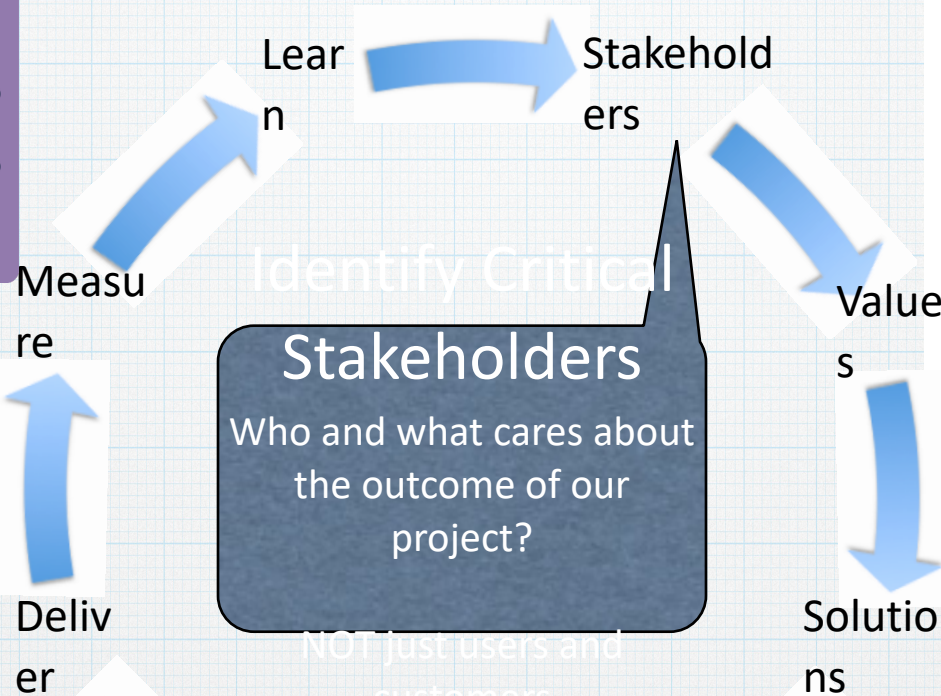 Lear
n
Stakehold
ers
Measu
re
Value
s
Identify Critical
Stakeholders
Who and what cares about
the outcome of our
project?
NOT just users and
customers
Deliv
er
Solutio
ns